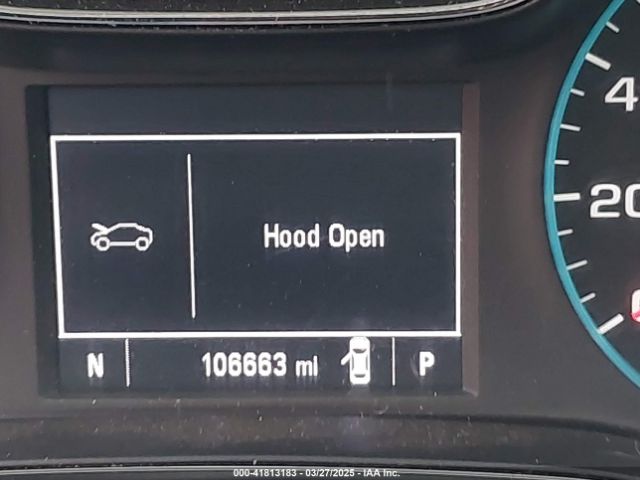 Hood Open
N 106663 mi P
4
20
000-41813183 - 03/27/2025 - IAA Inc.